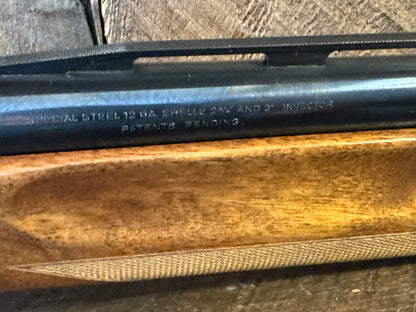 SPECIAL STEEL 12 GA. SHELLS 2¾" AND 3" INVECTOR
PATENTS PENDING.